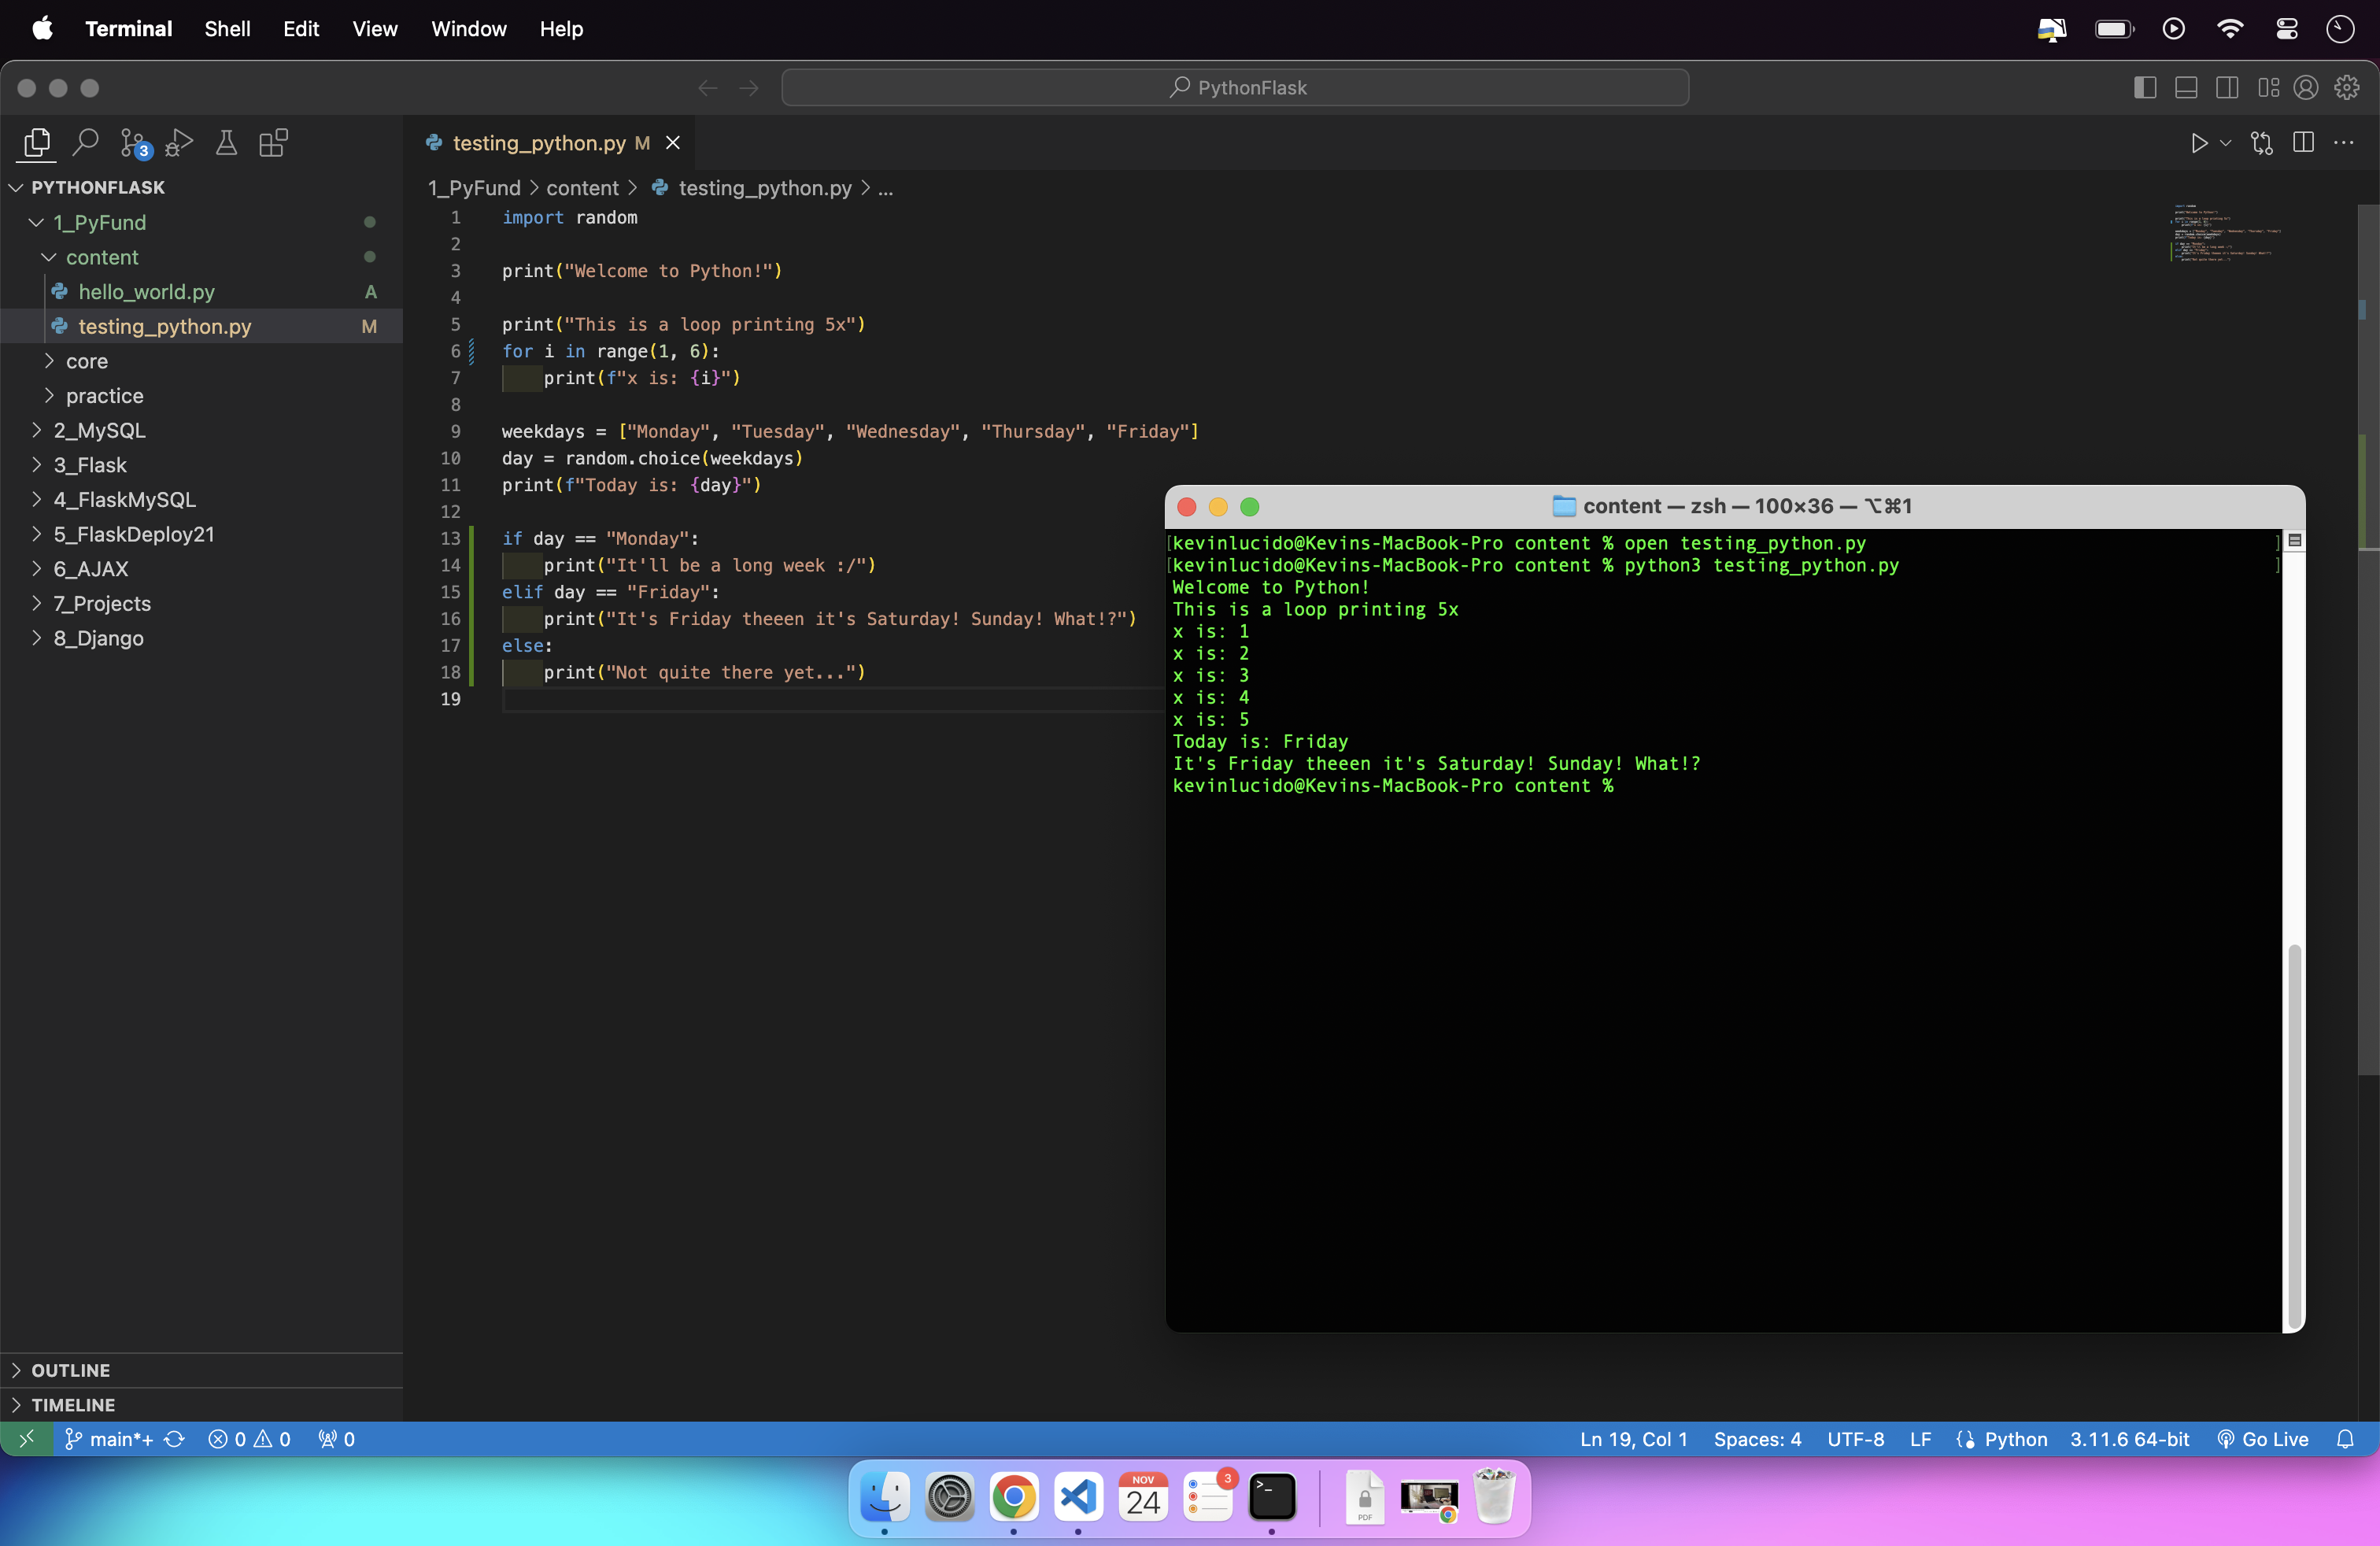 Terminal Shell Edit View Window Help
PythonFlask
3
testing_python.py M
PYTHONFLASK
1_PyFund
content
hello_world.py A
testing_python.py M
core
practice
2_MySQL
3_Flask
4_FlaskMySQL
5_FlaskDeploy21
6_AJAX
7_Projects
8_Django
OUTLINE
TIMELINE
1_PyFund > content > testing_python.py > ...
1 import random
2
3 print("Welcome to Python!")
4
5 print("This is a loop printing 5x")
6 for i in range(1, 6):
7 print(f"x is: {i}")
8
9 weekdays = ["Monday", "Tuesday", "Wednesday", "Thursday", "Friday"]
10 day = random.choice(weekdays)
11 print(f"Today is: {day}")
12
13 if day == "Monday":
14 print("It'll be a long week :/")
15 elif day == "Friday":
16 print("It's Friday theeen it's Saturday! Sunday! What!?")
17 else:
18 print("Not quite there yet...")
19
content — zsh — 100×36 — ⌥⌘1
[kevinlucido@Kevins-MacBook-Pro content % open testing_python.py ]
[kevinlucido@Kevins-MacBook-Pro content % python3 testing_python.py ]
Welcome to Python!
This is a loop printing 5x
x is: 1
x is: 2
x is: 3
x is: 4
x is: 5
Today is: Friday
It's Friday theeen it's Saturday! Sunday! What!?
kevinlucido@Kevins-MacBook-Pro content %
main*+ 0 0 0 Ln 19, Col 1 Spaces: 4 UTF-8 LF Python 3.11.6 64-bit Go Live
NOV
24
3
>_
PDF